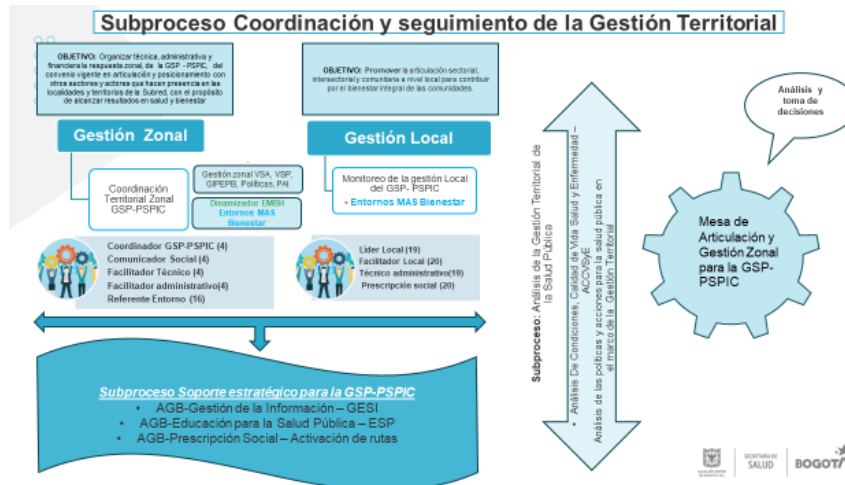 Subproceso Coordinación y seguimiento de la Gestión Territorial
OBJETIVO: Organizar técnica, administrativa y
financiera la respuesta zonal, de la GSP - PSPIC, del
convenio vigente en articulación y posicionamiento con
otros sectores y actores que hacen presencia en las
localidades y territorios de la Subred, con el propósito
de alcanzar resultados en salud y bienestar
Gestión Zonal
Coordinación
Territorial Zonal
GSP-PSPIC
Gestión zonal VSA, VSP,
GIPEPB, Políticas, PAI
Dinamizador EMBH
Entornos MAS
Bienestar
Coordinador GSP-PSPIC (4)
Comunicador Social (4)
Facilitador Técnico (4)
Facilitador administrativo(4)
Referente Entorno (16)
OBJETIVO: Promover la articulación sectorial,
intersectorial y comunitaria a nivel local para contribuir
por el bienestar integral de las comunidades.
Gestión Local
Monitoreo de la gestión Local
del GSP- PSPIC
- Entornos MAS Bienestar
Líder Local (19)
Facilitador Local (20)
Técnico administrativo(19)
Prescripción social (20)
Subproceso Soporte estratégico para la GSP-PSPIC
• AGB-Gestión de la Información – GESI
• AGB-Educación para la Salud Pública – ESP
• AGB-Prescripción Social – Activación de rutas
Subproceso: Análisis de la Gestión Territorial de
la Salud Pública
• Análisis De Condiciones, Calidad de Vida Salud y Enfermedad –
ACCVSyE
Análisis de las políticas y acciones para la salud pública en
el marco de la Gestión Territorial
Análisis y
toma de
decisiones
Mesa de
Articulación y
Gestión Zonal
para la GSP-
PSPIC
SECRETARÍA DE
SALUD
BOGOTÁ